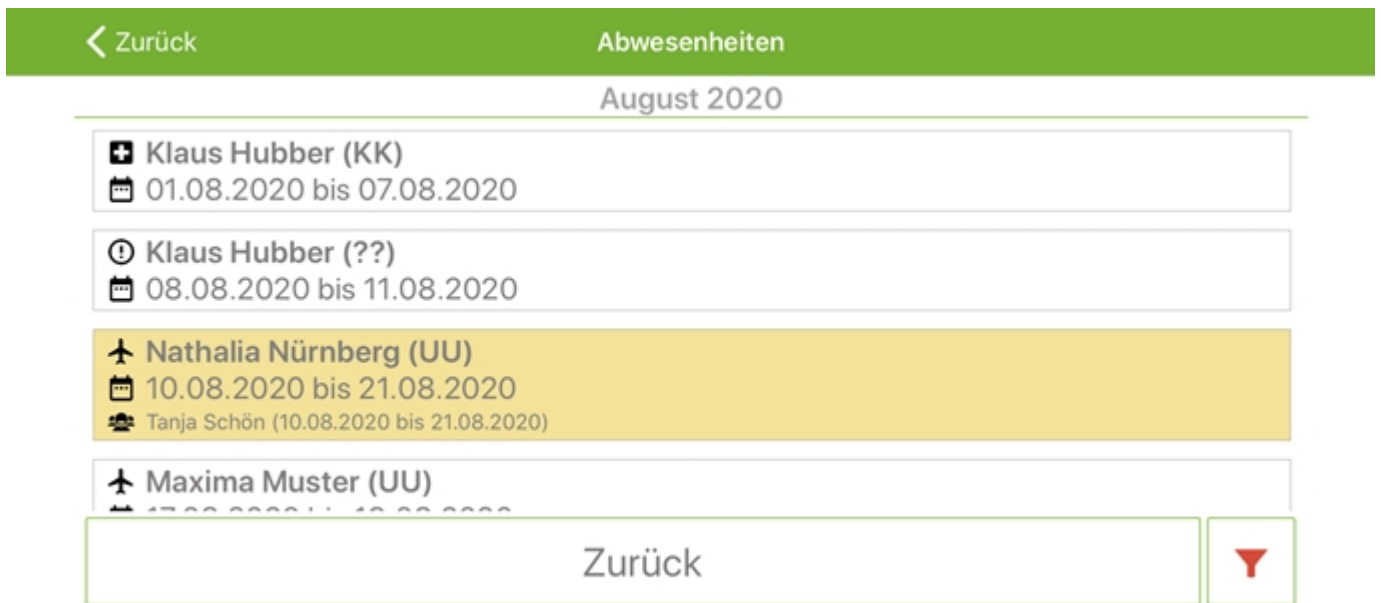 Zurück
Abwesenheiten
August 2020
Klaus Hubber (KK)
01.08.2020 bis 07.08.2020
Klaus Hubber (??)
08.08.2020 bis 11.08.2020
Nathalia Nürnberg (UU)
10.08.2020 bis 21.08.2020
Tanja Schön (10.08.2020 bis 21.08.2020)
Maxima Muster (UU)
Zurück